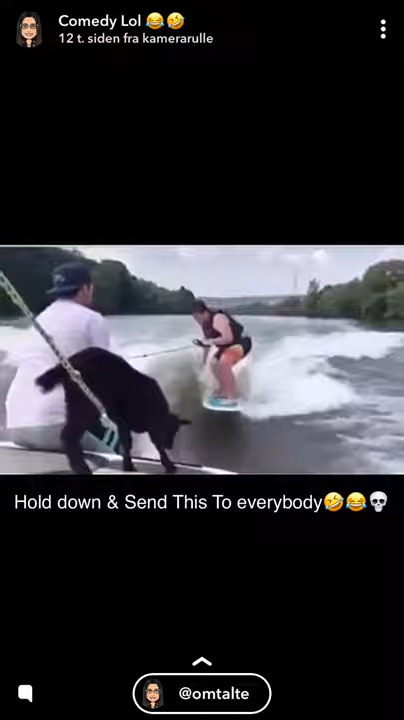 Comedy Lol 😂🤣
12 t. siden fra kamerarulle
Hold down & Send This To everybody🤣😂💀
@omtalte